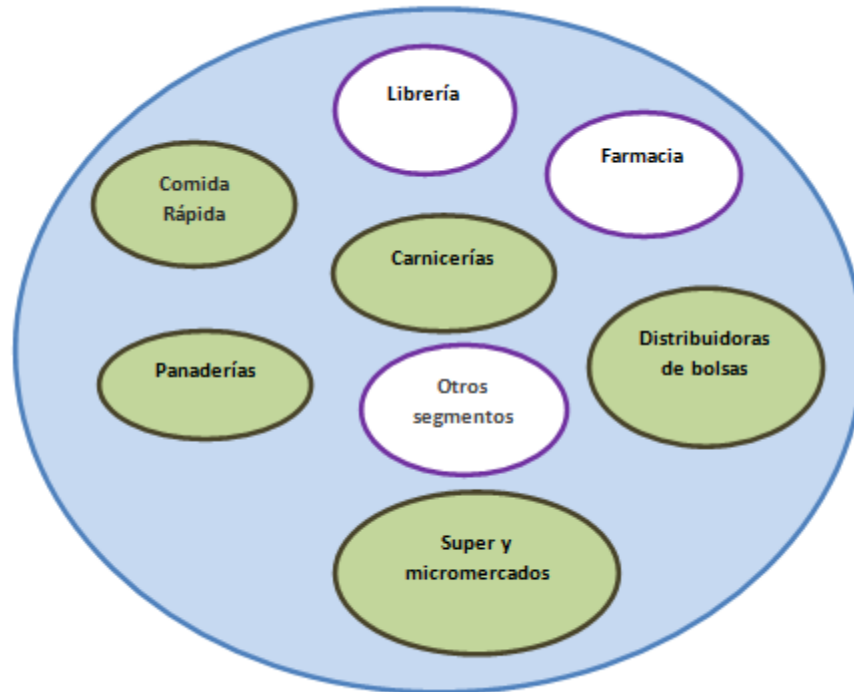 Librería
Farmacia
Comida
Rápida
Carnicerías
Distribuidoras
de bolsas
Panaderías
Otros
segmentos
Super y
micromercados